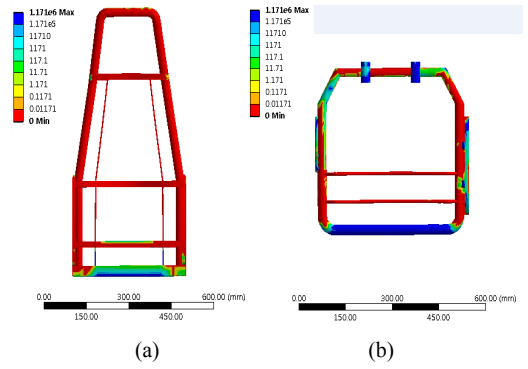 1.171e6 Max
1.171e5
11710
1171
117.1
11.71
1.171
0.1171
0.01171
0 Min
0.00
300.00
600.00 (mm)
150.00
450.00
(a)
1.171e6 Max
1.171e5
11710
1171
117.1
11.71
1.171
0.1171
0.01171
0 Min
0.00
300.00
600.00 (mm)
150.00
450.00
(b)